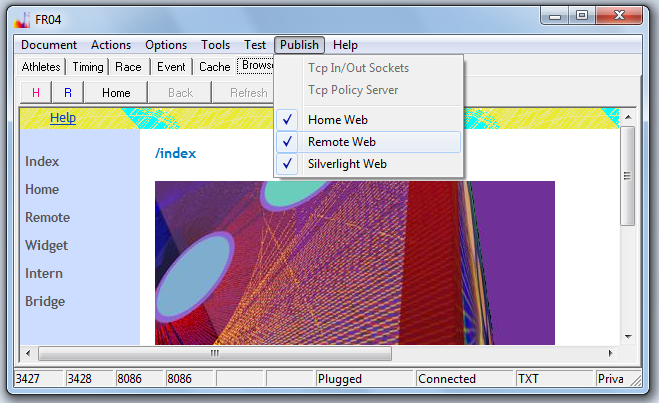 FR04
Document Actions Options Tools Test Publish Help
Athletes Timing Race Event Cache
H R Home Back Refresh
Tcp In/Out Sockets
Tcp Policy Server
Home Web
Remote Web
Silverlight Web
Help
/index
Index
Home
Remote
Widget
Intern
Bridge
3427 3428 8086 8086 Plugged Connected TXT